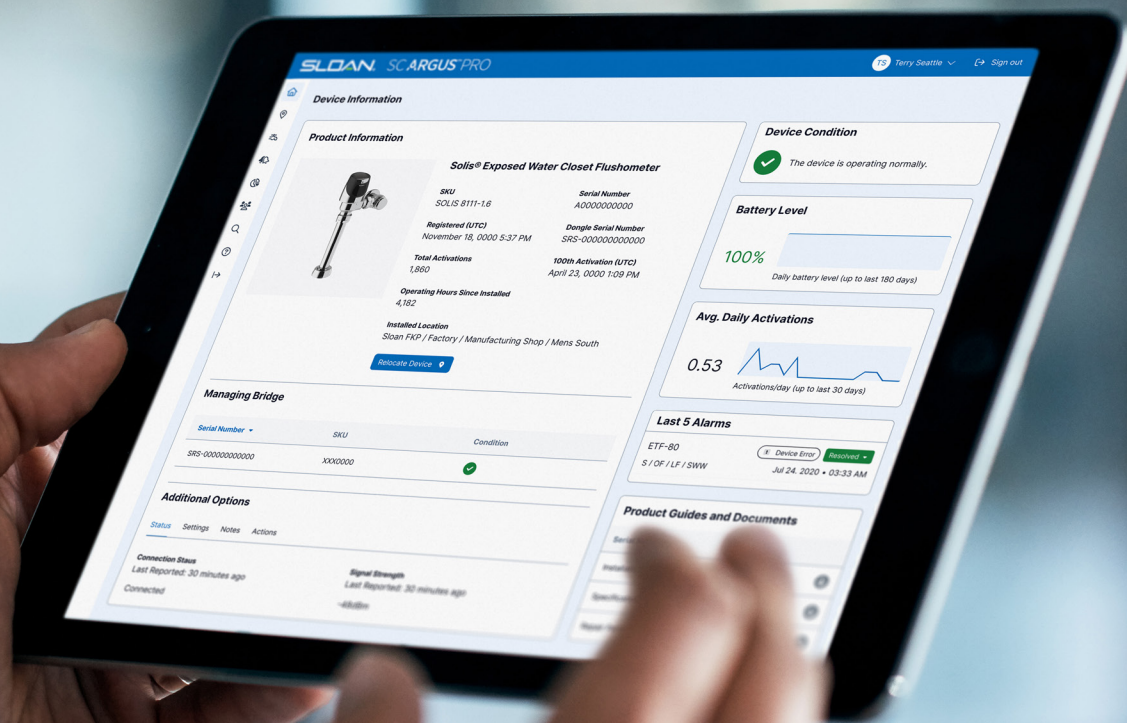 SLOAN. SC ARGUS™ PRO
TS Terry Seattle
Sign out
Device Information
Product Information
Solis® Exposed Water Closet Flushometer
SKU
SOLIS 8111-1.6
Serial Number
A0000000000
Registered (UTC)
November 18, 0000 5:37 PM
Dongle Serial Number
SRS-000000000000
Total Activations
1,860
100th Activation (UTC)
April 23, 0000 1:09 PM
Operating Hours Since Installed
4,182
Installed Location
Sloan FKP / Factory / Manufacturing Shop / Mens South
Relocate Device
Managing Bridge
Serial Number SKU Condition
SRS-000000000000 XXX0000
Additional Options
Status Settings Notes Actions
Connection Staus
Last Reported: 30 minutes ago
Connected
Signal Strength
Last Reported: 30 minutes ago
-48dBm
Device Condition
The device is operating normally.
Battery Level
100%
Daily battery level (up to last 180 days)
Avg. Daily Activations
0.53
Activations/day (up to last 30 days)
Last 5 Alarms
ETF-80 Device Error Resolved
S / OF / LF / SWW Jul 24. 2020 • 03:33 AM
Product Guides and Documents